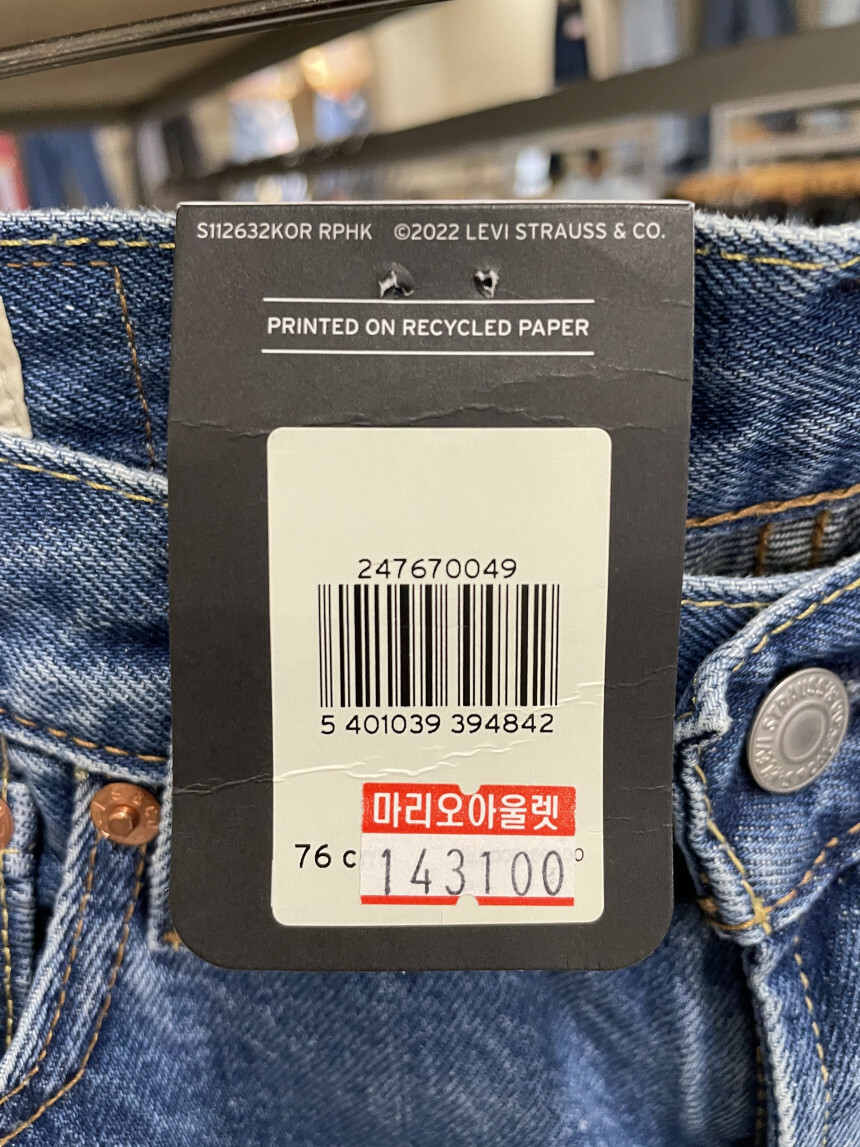 S112632KOR RPHK ©2022 LEVI STRAUSS & CO.
PRINTED ON RECYCLED PAPER
247670049
5 401039 394842
마리오아울렛
76 c
143100